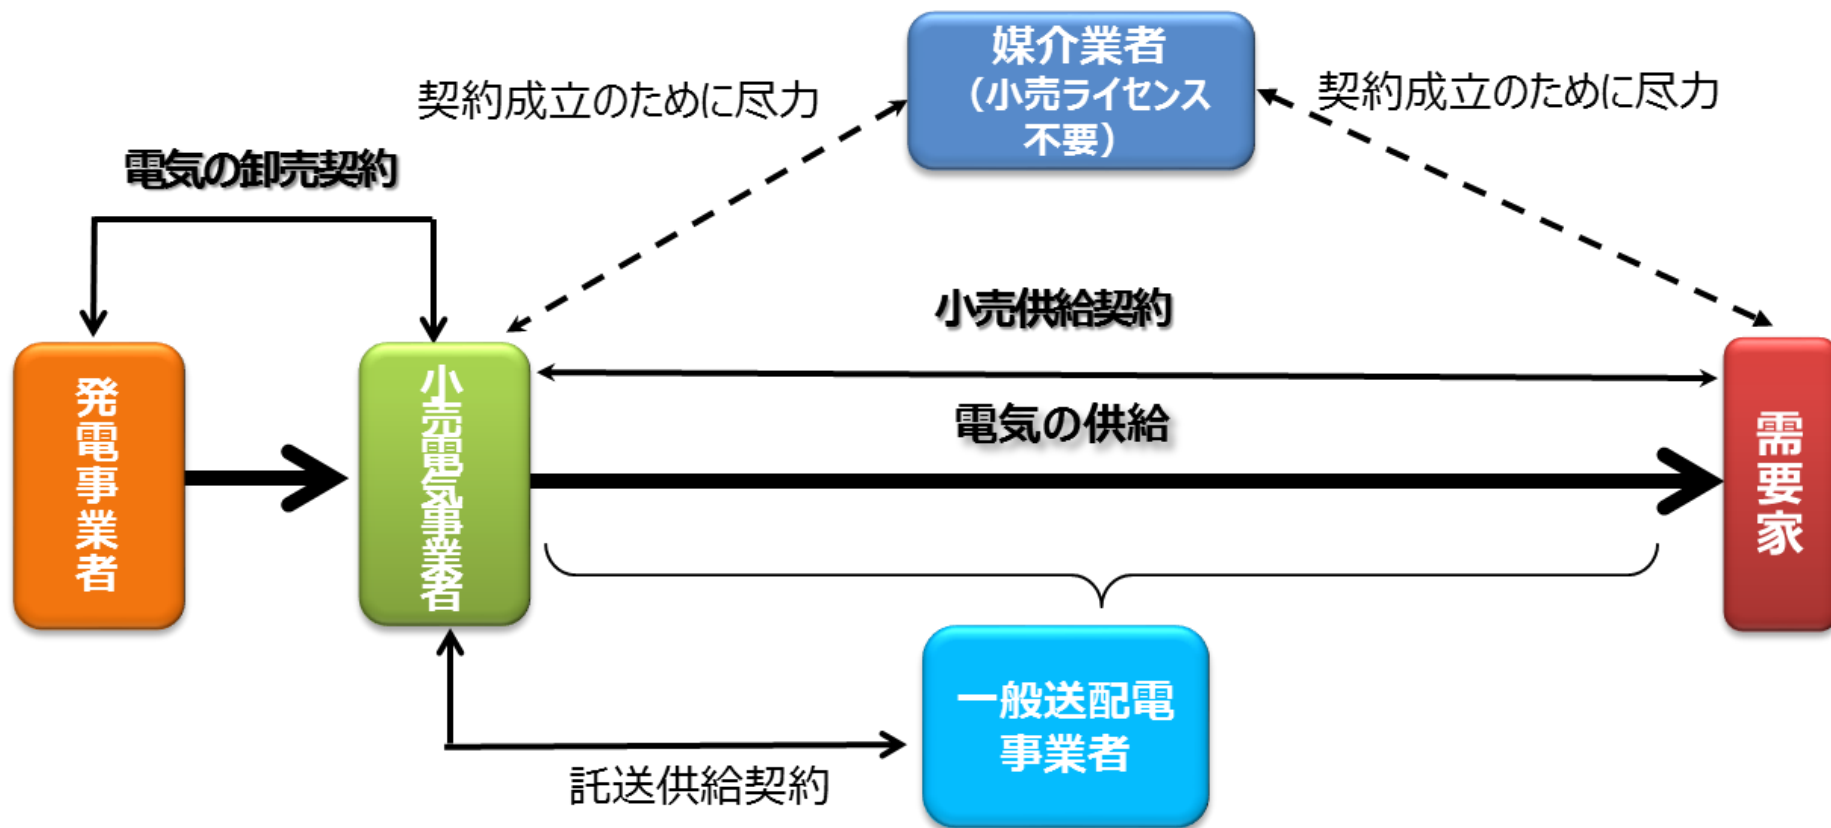 媒介業者
（小売ライセンス
不要）
契約成立のために尽力
契約成立のために尽力
電気の卸売契約
小売供給契約
電気の供給
発電事業者
小売電気事業者
需要家
一般送配電
事業者
託送供給契約